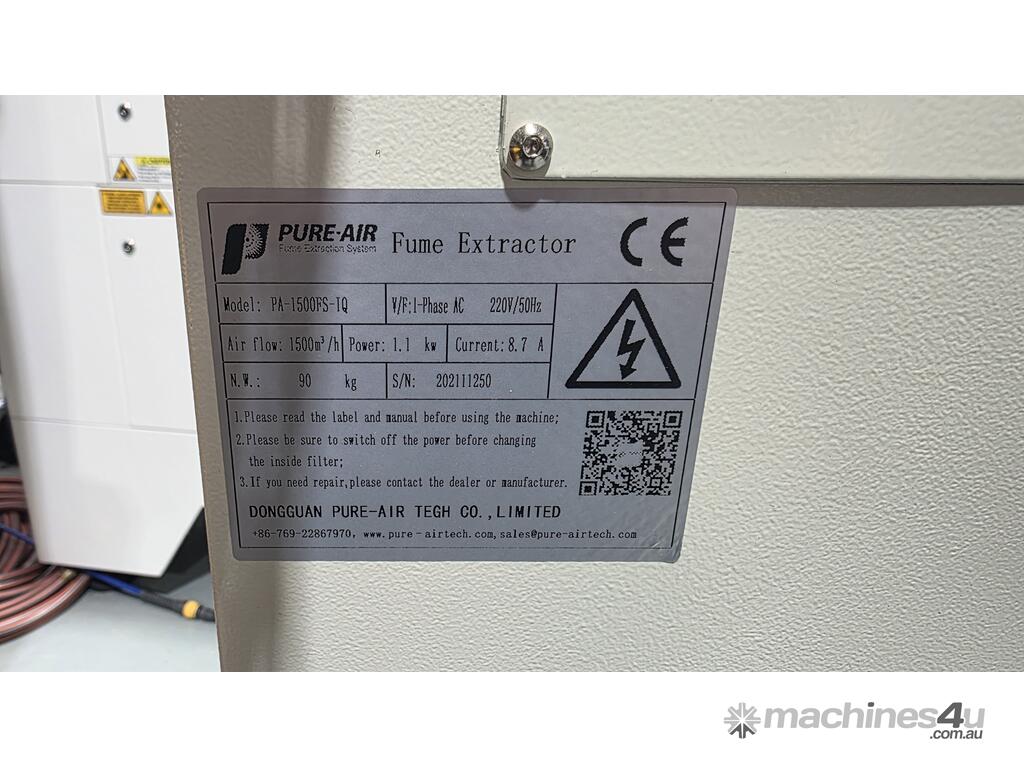 PURE-AIR
Fume Extraction System
Fume Extractor
CE
Model: PA-1500FS-IQ
V/F:1-Phase AC 220V/50Hz
Air flow: 1500m³/h
Power: 1.1 kw
Current: 8.7 A
N.W.: 90 kg
S/N: 202111250
1.Please read the label and manual before using the machine;
2.Please be sure to switch off the power before changing
the inside filter;
3.If you need repair,please contact the dealer or manufacturer.
DONGGUAN PURE-AIR TEGH CO.,LIMITED
+86-769-22867970, www.pure-airtech.com,sales@pure-airtech.com
machines4u
.com.au